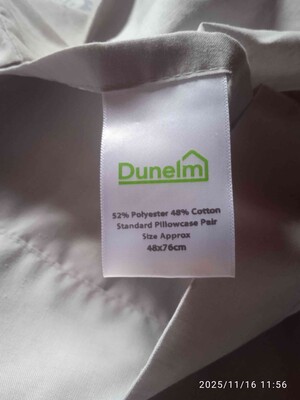 Dunelm
52% Polyester 48% Cotton
Standard Pillowcase Pair
Size Approx
48x76cm
2025/11/16 11:56